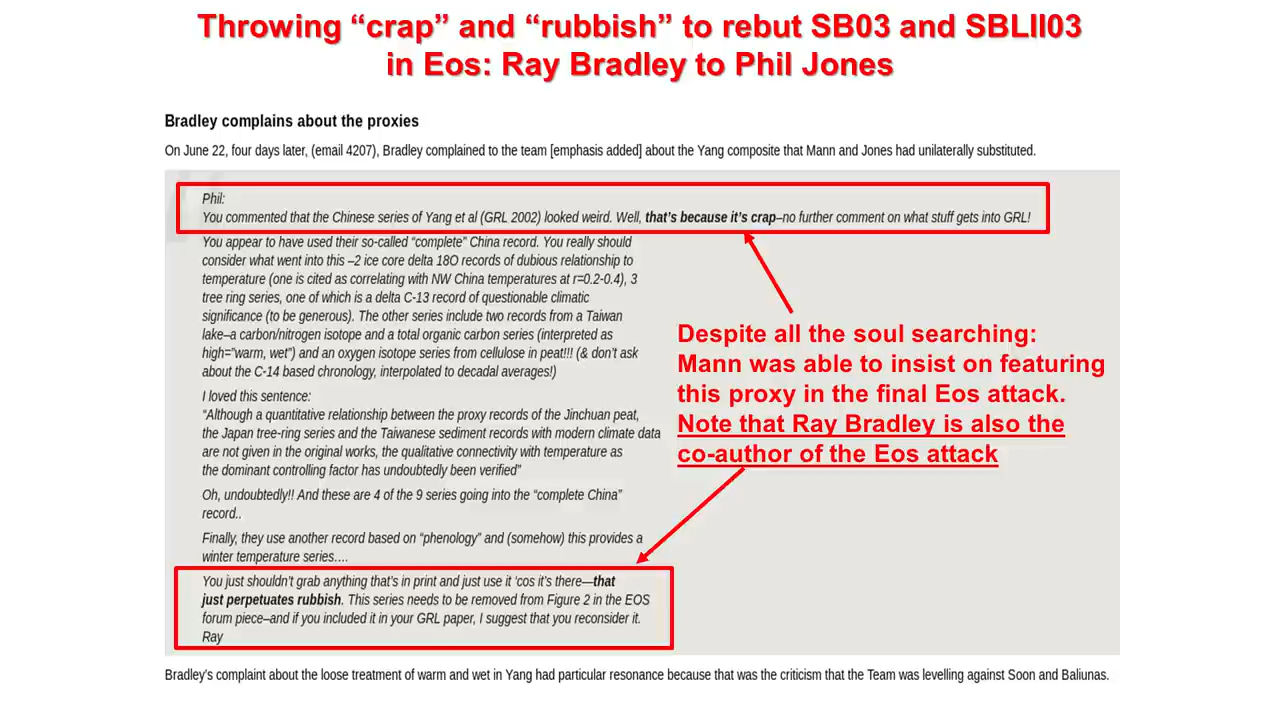 Throwing “crap” and “rubbish” to rebut SB03 and SBLII03
in Eos: Ray Bradley to Phil Jones
Bradley complains about the proxies
On June 22, four days later, (email 4207), Bradley complained to the team [emphasis added] about the Yang composite that Mann and Jones had unilaterally substituted.
Phil:
You commented that the Chinese series of Yang et al (GRL 2002) looked weird. Well, that’s because it’s crap–no further comment on what stuff gets into GRL!
You appear to have used their so-called “complete” China record. You really should
consider what went into this –2 ice core delta 18O records of dubious relationship to
temperature (one is cited as correlating with NW China temperatures at r=0.2-0.4), 3
tree ring series, one of which is a delta C-13 record of questionable climatic
significance (to be generous). The other series include two records from a Taiwan
lake–a carbon/nitrogen isotope and a total organic carbon series (interpreted as
high=”warm, wet”) and an oxygen isotope series from cellulose in peat!!! (& don’t ask
about the C-14 based chronology, interpolated to decadal averages!)
I loved this sentence:
“Although a quantitative relationship between the proxy records of the Jinchuan peat,
the Japan tree-ring series and the Taiwanese sediment records with modern climate data
are not given in the original works, the qualitative connectivity with temperature as
the dominant controlling factor has undoubtedly been verified”
Oh, undoubtedly!! And these are 4 of the 9 series going into the “complete China”
record..
Finally, they use another record based on “phenology” and (somehow) this provides a
winter temperature series….
You just shouldn’t grab anything that’s in print and just use it ‘cos it’s there—that
just perpetuates rubbish. This series needs to be removed from Figure 2 in the EOS
forum piece–and if you included it in your GRL paper, I suggest that you reconsider it.
Ray
Despite all the soul searching:
Mann was able to insist on featuring
this proxy in the final Eos attack.
Note that Ray Bradley is also the
co-author of the Eos attack
Bradley’s complaint about the loose treatment of warm and wet in Yang had particular resonance because that was the criticism that the Team was levelling against Soon and Baliunas.